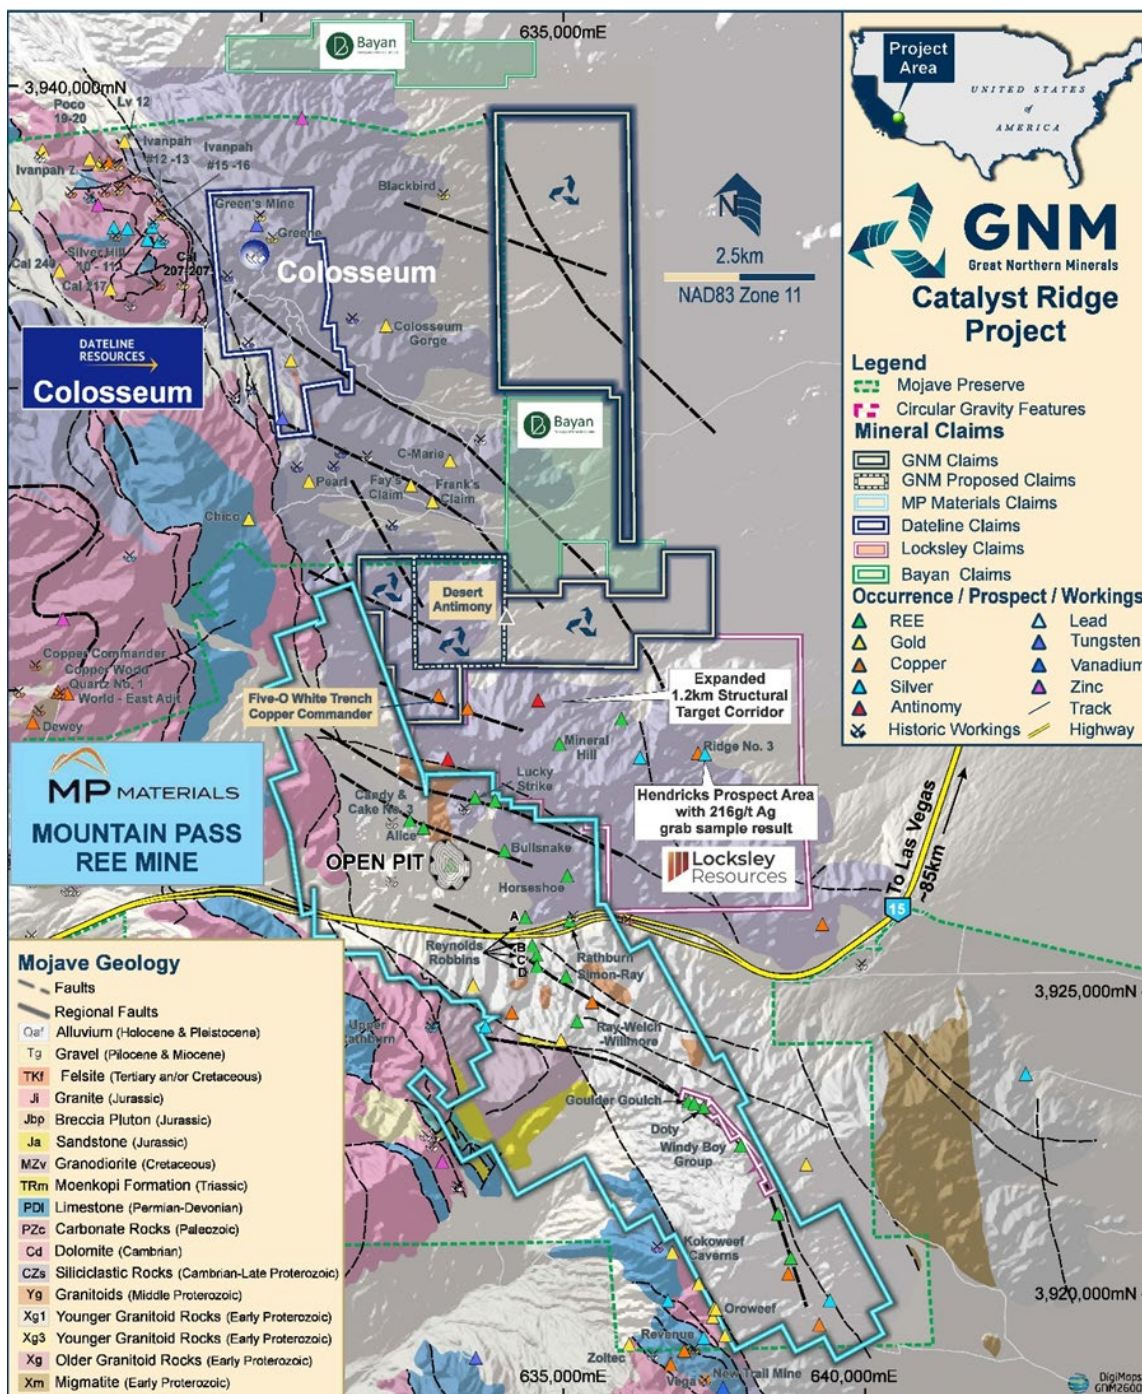 635,000mE
Bayan
3,940,000mN
Poco
19-20
Lv 12
Ivanpah
#12 -13
Ivanpah
#15 -16
Ivanpah 7
Blackbird
Green's Mine
Greene
Colosseum
Silver Hill
10 - 11
Cal
207-207
Cal 249
Cal 217
Colosseum
Gorge
DATELINE
RESOURCES
Colosseum
N
2.5km
NAD83 Zone 11
Bayan
C-Marie
Pearl
Fay's
Claim
Frank's
Claim
Chico
Desert
Antimony
Copper Commander
Copper World
Quartz No. 1
World - East Adit
Dewey
Five-O White Trench
Copper Commander
Expanded
1.2km Structural
Target Corridor
Mineral
Hill
Ridge No. 3
Lucky
Strike
Hendricks Prospect Area
with 216g/t Ag
grab sample result
Candy &
Cake No. 3
Alice
Bullsnake
OPEN PIT
Horseshoe
Locksley
Resources
MP MATERIALS
MOUNTAIN PASS
REE MINE
To Las Vegas
~85km
15
A
B
C
D
Reynolds
Robbins
Rathburn
Simon-Ray
3,925,000mN
Ray-Welch
-Willmore
Goulder Goulch
Doty
Windy Boy
Group
Kokoweef
Caverns
Oroweef
3,920,000mN
Revenue
Zoltec
Vega
New Trail Mine
635,000mE
640,000mE
DigiMaps
Project
Area
UNITED STATES
of
AMERICA
GNM
Great Northern Minerals
Catalyst Ridge
Project
Legend
Mojave Preserve
Circular Gravity Features
Mineral Claims
GNM Claims
GNM Proposed Claims
MP Materials Claims
Dateline Claims
Locksley Claims
Bayan Claims
Occurrence / Prospect / Workings
REE
Lead
Gold
Tungsten
Copper
Vanadium
Silver
Zinc
Antinomy
Track
Historic Workings
Highway
Mojave Geology
Faults
Regional Faults
Qaf Alluvium (Holocene & Pleistocene)
Tg Gravel (Pilocene & Miocene)
TKf Felsite (Tertiary an/or Cretaceous)
Ji Granite (Jurassic)
Jbp Breccia Pluton (Jurassic)
Ja Sandstone (Jurassic)
MZv Granodiorite (Cretaceous)
TRm Moenkopi Formation (Triassic)
PDl Limestone (Permian-Devonian)
PZc Carbonate Rocks (Paleozoic)
Cd Dolomite (Cambrian)
CZs Siliciclastic Rocks (Cambrian-Late Proterozoic)
Yg Granitoids (Middle Proterozoic)
Xg1 Younger Granitoid Rocks (Early Proterozoic)
Xg3 Younger Granitoid Rocks (Early Proterozoic)
Xg Older Granitoid Rocks (Early Proterozoic)
Xm Migmatite (Early Proterozoic)